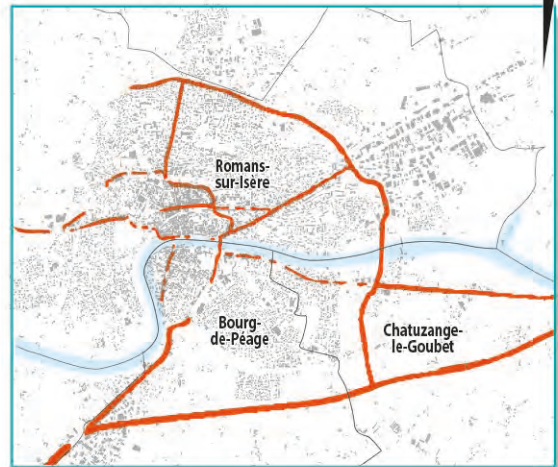 Romans-
sur-Isère
Bourg-
de-Péage
Chatuzange-
le-Goubet